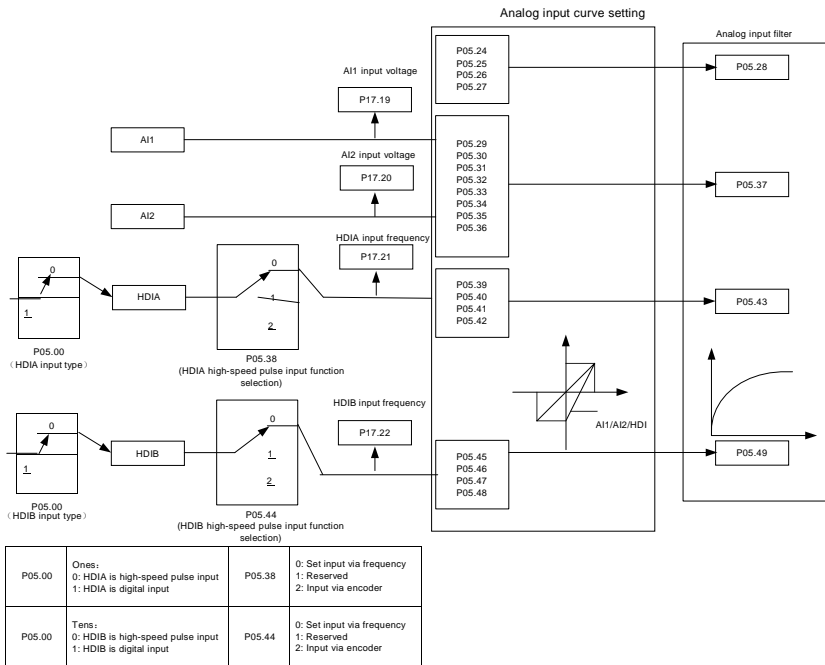 Analog input curve setting
Analog input filter
P05.24
P05.25
P05.26
P05.27
P05.28
AI1 input voltage
P17.19
AI1
AI2 input voltage
P17.20
AI2
P05.29
P05.30
P05.31
P05.32
P05.33
P05.34
P05.35
P05.36
P05.37
HDIA input frequency
P17.21
0
1
HDIA
0
1
2
P05.39
P05.40
P05.41
P05.42
P05.43
P05.00
（HDIA input type）
P05.38
(HDIA high-speed pulse input function
selection)
AI1/AI2/HDI
HDIB input frequency
P17.22
0
1
HDIB
0
1
2
P05.45
P05.46
P05.47
P05.48
P05.49
P05.00
（HDIB input type）
P05.44
(HDIB high-speed pulse input function
selection)
P05.00
Ones：
0: HDIA is high-speed pulse input
1: HDIA is digital input
P05.38
0: Set input via frequency
1: Reserved
2: Input via encoder
P05.00
Tens：
0: HDIB is high-speed pulse input
1: HDIB is digital input
P05.44
0: Set input via frequency
1: Reserved
2: Input via encoder